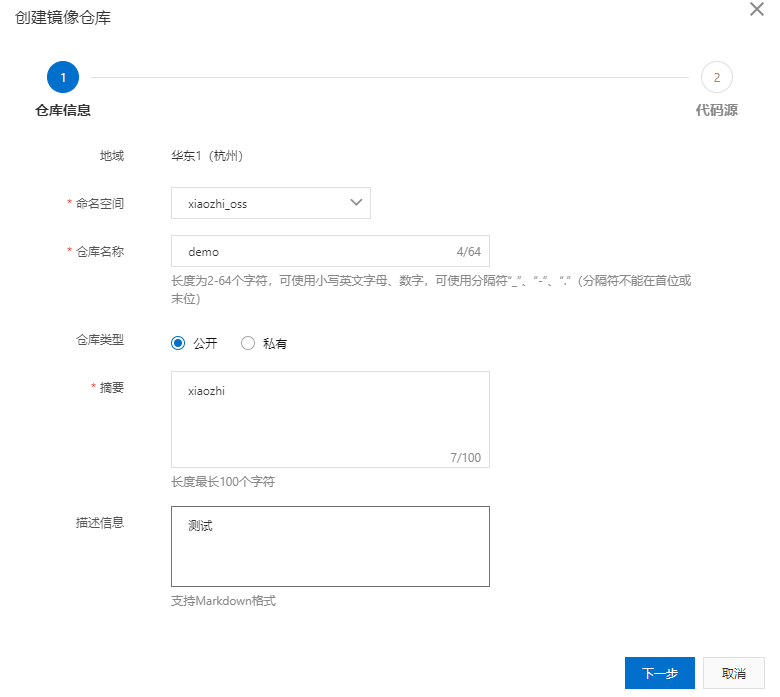 创建镜像仓库
1
2
仓库信息
代码源
地域 华东1（杭州）
* 命名空间 xiaozhi_oss
* 仓库名称 demo 4/64
长度为2-64个字符，可使用小写英文字母、数字，可使用分隔符“_”、“-”、“.”（分隔符不能在首位或
末位）
仓库类型 公开 私有
* 摘要 xiaozhi
7/100
长度最长100个字符
描述信息 测试
支持Markdown格式
下一步 取消